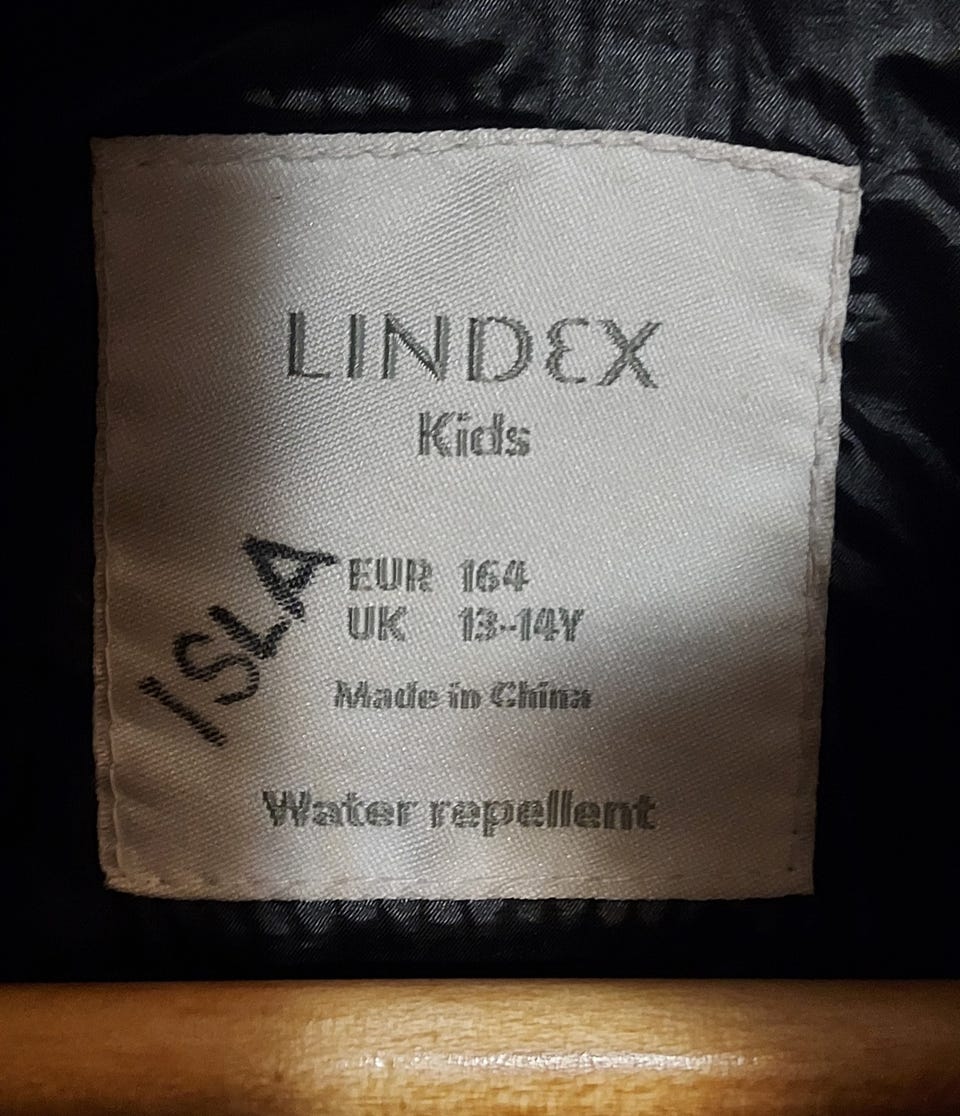 LINDEX
Kids
ISLA
EUR 164
UK 13-14Y
Made in China
Water repellent